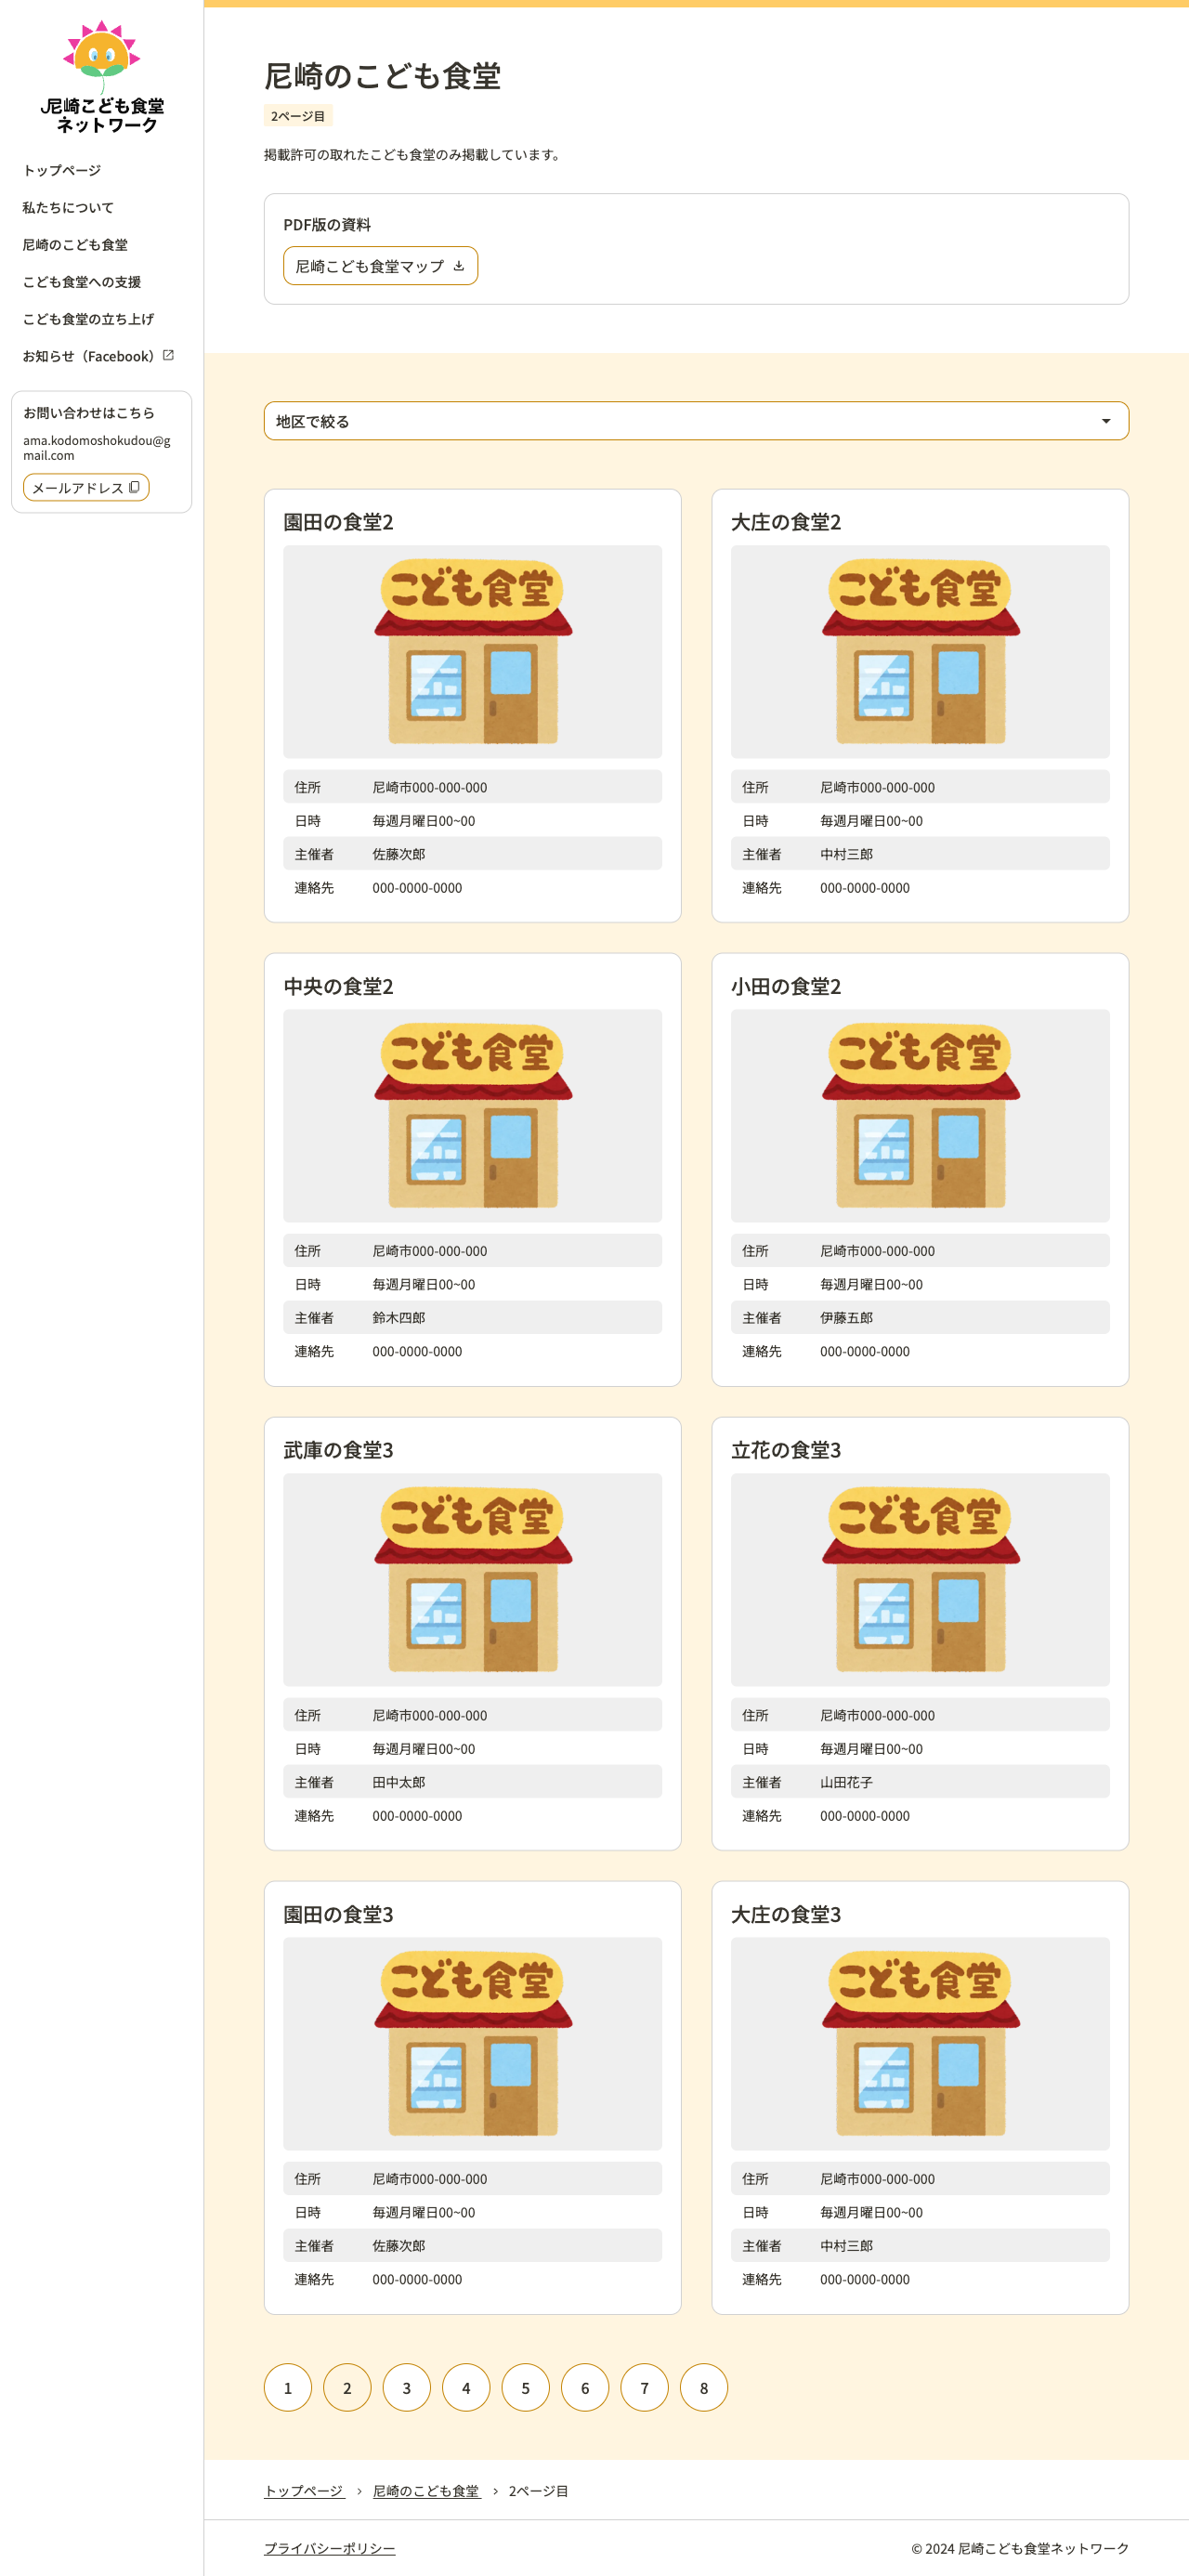 尼崎こども食堂
ネットワーク
トップページ
私たちについて
尼崎のこども食堂
こども食堂への支援
こども食堂の立ち上げ
お知らせ（Facebook）
お問い合わせはこちら
ama.kodomoshokudou@g
mail.com
メールアドレス
尼崎のこども食堂
2ページ目
掲載許可の取れたこども食堂のみ掲載しています。
PDF版の資料
尼崎こども食堂マップ
地区で絞る
園田の食堂2
こども食堂
住所 尼崎市000-000-000
日時 毎週月曜日00~00
主催者 佐藤次郎
連絡先 000-0000-0000
大庄の食堂2
こども食堂
住所 尼崎市000-000-000
日時 毎週月曜日00~00
主催者 中村三郎
連絡先 000-0000-0000
中央の食堂2
こども食堂
住所 尼崎市000-000-000
日時 毎週月曜日00~00
主催者 鈴木四郎
連絡先 000-0000-0000
小田の食堂2
こども食堂
住所 尼崎市000-000-000
日時 毎週月曜日00~00
主催者 伊藤五郎
連絡先 000-0000-0000
武庫の食堂3
こども食堂
住所 尼崎市000-000-000
日時 毎週月曜日00~00
主催者 田中太郎
連絡先 000-0000-0000
立花の食堂3
こども食堂
住所 尼崎市000-000-000
日時 毎週月曜日00~00
主催者 山田花子
連絡先 000-0000-0000
園田の食堂3
こども食堂
住所 尼崎市000-000-000
日時 毎週月曜日00~00
主催者 佐藤次郎
連絡先 000-0000-0000
大庄の食堂3
こども食堂
住所 尼崎市000-000-000
日時 毎週月曜日00~00
主催者 中村三郎
連絡先 000-0000-0000
1 2 3 4 5 6 7 8
トップページ › 尼崎のこども食堂 › 2ページ目
プライバシーポリシー
© 2024 尼崎こども食堂ネットワーク